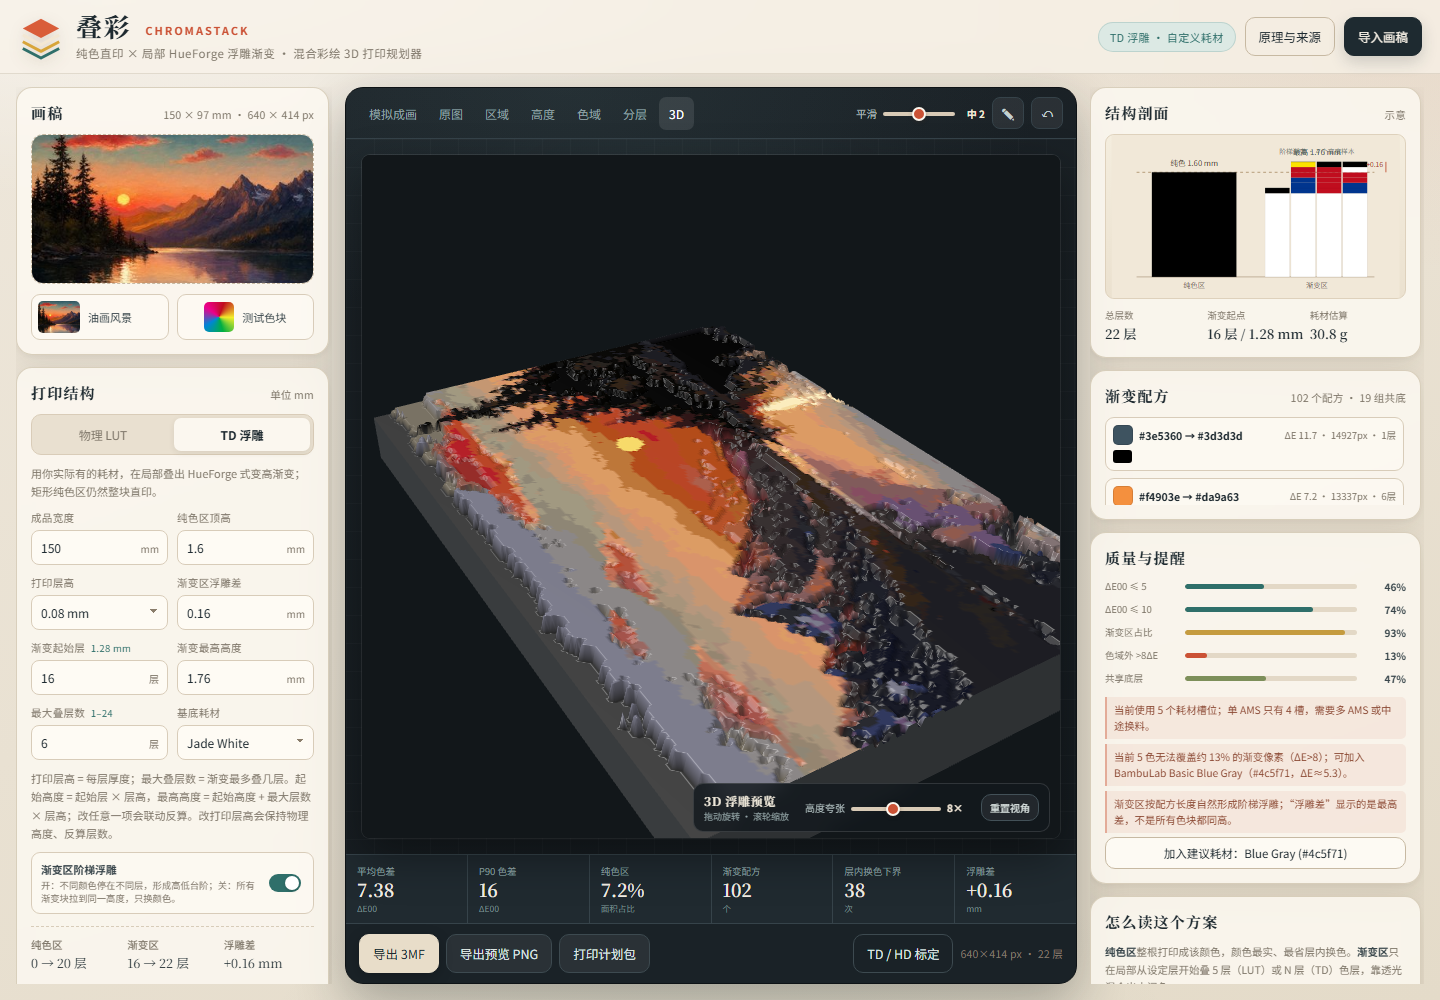 叠彩 CHROMASTACK
纯色直印 × 局部 HueForge 浮雕渐变 · 混合彩绘 3D 打印规划器
TD 浮雕 · 自定义耗材
原理与来源
导入画稿
画稿
150 × 97 mm · 640 × 414 px
油画风景
测试色块
打印结构
单位 mm
物理 LUT
TD 浮雕
用你实际有的耗材，在局部叠出 HueForge 式变高渐变；
矩形纯色区仍然整块直印。
成品宽度
纯色区顶高
150 mm
1.6 mm
打印层高
渐变区浮雕差
0.08 mm
0.16 mm
渐变起始层 1.28 mm
渐变最高高度
16 层
1.76 mm
最大叠层数 1–24
基底耗材
6 层
Jade White
打印层高 = 每层厚度；最大叠层数 = 渐变最多叠几层。起
始高度 = 起始层 × 层高，最高高度 = 起始高度 + 最大层数
× 层高；改任意一项会联动反算。改打印层高会保持物理
高度、反算层数。
渐变区阶梯浮雕
开：不同颜色停在不同层，形成高低台阶；关：所有
渐变块拉到同一高度，只换颜色。
纯色区
渐变区
浮雕差
0 → 20 层
16 → 22 层
+0.16 mm
模拟成画
原图
区域
高度
色域
分层
3D
平滑
中 2
3D 浮雕预览
拖动旋转 · 滚轮缩放
高度夸张
8×
重置视角
平均色差
7.38
ΔE00
P90 色差
16
ΔE00
纯色区
7.2%
面积占比
渐变配方
102
个
层内换色下界
38
次
浮雕差
+0.16
mm
导出 3MF
导出预览 PNG
打印计划包
TD / HD 标定
640×414 px · 22 层
结构剖面
示意
纯色 1.60 mm
+0.16
纯色区
渐变区
总层数
渐变起点
耗材估算
22 层
16 层 / 1.28 mm
30.8 g
渐变配方
102 个配方 · 19 组共底
#3e5360 → #3d3d3d
ΔE 11.7 · 14927px · 1层
#f4903e → #da9a63
ΔE 7.2 · 13337px · 6层
质量与提醒
ΔE00 ≤ 5
46%
ΔE00 ≤ 10
74%
渐变区占比
93%
色域外 >8ΔE
13%
共享底层
47%
当前使用 5 个耗材槽位；单 AMS 只有 4 槽，需要多 AMS 或中
途换料。
当前 5 色无法覆盖约 13% 的渐变像素（ΔE>8）；可加入
BambuLab Basic Blue Gray（#4c5f71，ΔE≈5.3）。
渐变区按配方长度自然形成阶梯浮雕；“浮雕差”显示的是最高
差，不是所有色块都同高。
加入建议耗材：Blue Gray (#4c5f71)
怎么读这个方案
纯色区整根打印成该颜色，颜色最实、最省层内换色。渐变区只
在局部从设定层开始叠 5 层（LUT）或 N 层（TD）色层，靠透光